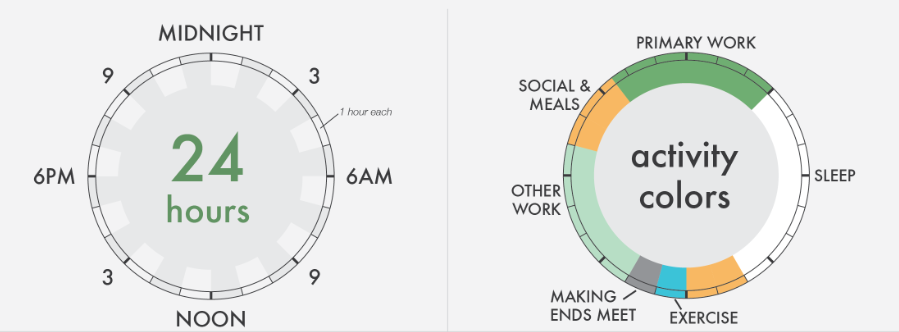 MIDNIGHT
9
3
1 hour each
24
hours
6PM
6AM
3
9
NOON
PRIMARY WORK
SOCIAL &
MEALS
activity
colors
SLEEP
OTHER
WORK
MAKING
ENDS MEET
EXERCISE